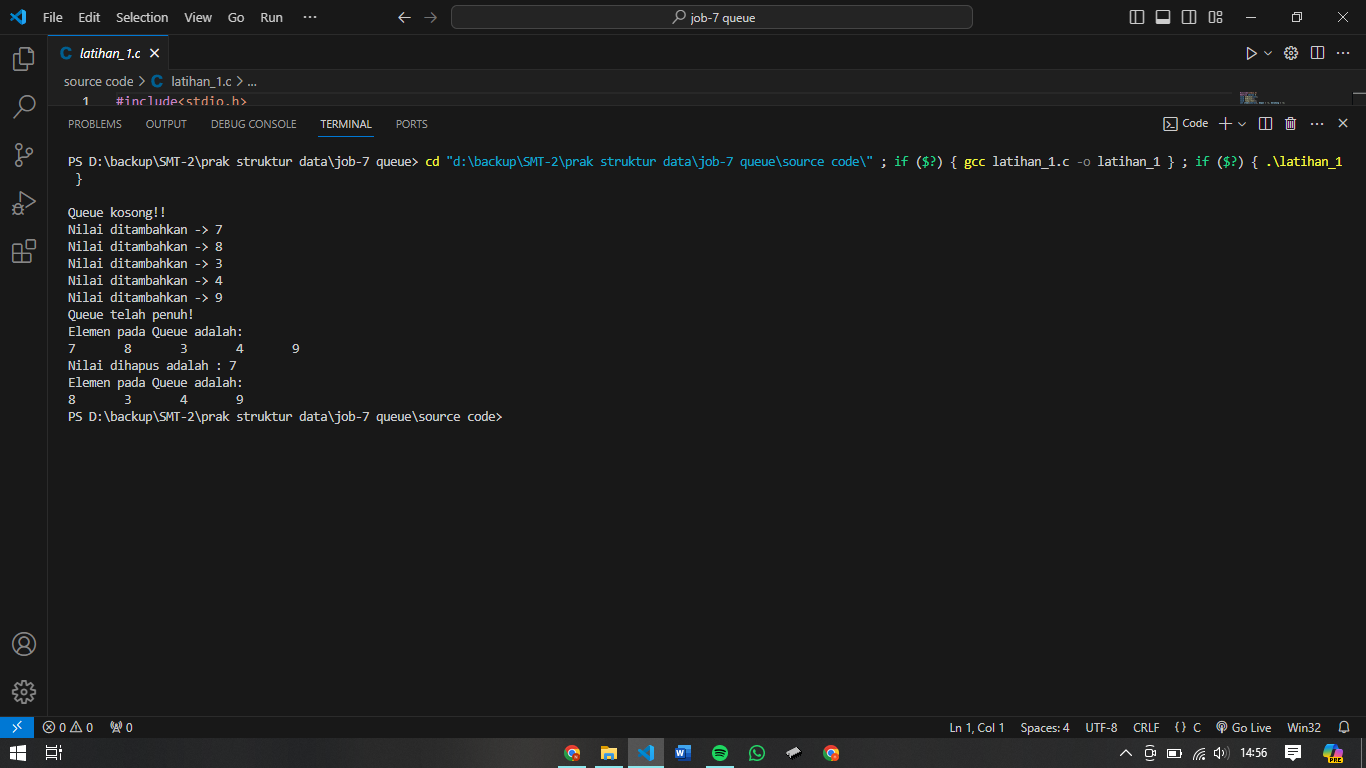 File Edit Selection View Go Run ··· job-7 queue
C latihan_1.c
source code > C latihan_1.c > ...
1 #include<stdio.h>
PROBLEMS OUTPUT DEBUG CONSOLE TERMINAL PORTS Code
PS D:\backup\SMT-2\prak struktur data\job-7 queue> cd "d:\backup\SMT-2\prak struktur data\job-7 queue\source code\" ; if ($?) { gcc latihan_1.c -o latihan_1 } ; if ($?) { .\latihan_1
}
Queue kosong!!
Nilai ditambahkan -> 7
Nilai ditambahkan -> 8
Nilai ditambahkan -> 3
Nilai ditambahkan -> 4
Nilai ditambahkan -> 9
Queue telah penuh!
Elemen pada Queue adalah:
7 8 3 4 9
Nilai dihapus adalah : 7
Elemen pada Queue adalah:
8 3 4 9
PS D:\backup\SMT-2\prak struktur data\job-7 queue\source code>
0 0 0 Ln 1, Col 1 Spaces: 4 UTF-8 CRLF {} C Go Live Win32
W 14:56 PRE